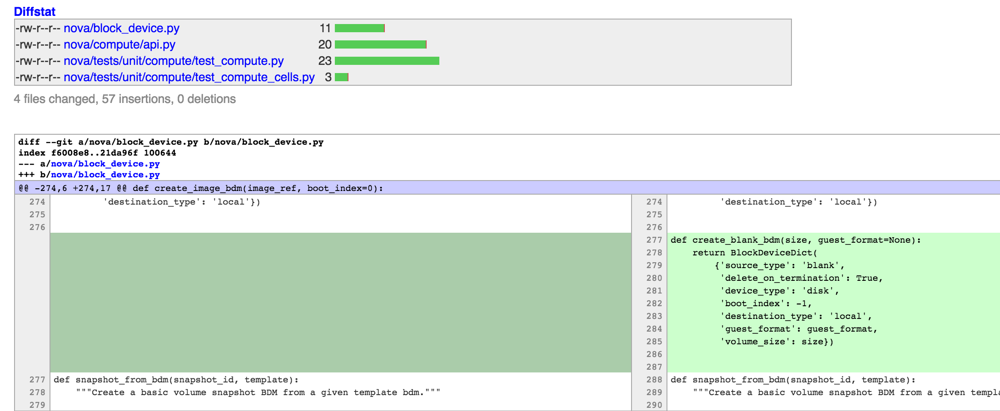 Diffstat
-rw-r--r-- nova/block_device.py 11
-rw-r--r-- nova/compute/api.py 20
-rw-r--r-- nova/tests/unit/compute/test_compute.py 23
-rw-r--r-- nova/tests/unit/compute/test_compute_cells.py 3
4 files changed, 57 insertions, 0 deletions
diff --git a/nova/block_device.py b/nova/block_device.py
index f6008e8..21da96f 100644
--- a/nova/block_device.py
+++ b/nova/block_device.py
@@ -274,6 +274,17 @@ def create_image_bdm(image_ref, boot_index=0):
274 'destination_type': 'local'}) 274 'destination_type': 'local'})
275 275
276 276
277 def create_blank_bdm(size, guest_format=None):
278 return BlockDeviceDict(
279 {'source_type': 'blank',
280 'delete_on_termination': True,
281 'device_type': 'disk',
282 'boot_index': -1,
283 'destination_type': 'local',
284 'guest_format': guest_format,
285 'volume_size': size})
286
287
277 def snapshot_from_bdm(snapshot_id, template): 288 def snapshot_from_bdm(snapshot_id, template):
278 """Create a basic volume snapshot BDM from a given template bdm.""" 289 """Create a basic volume snapshot BDM from a given
279 290